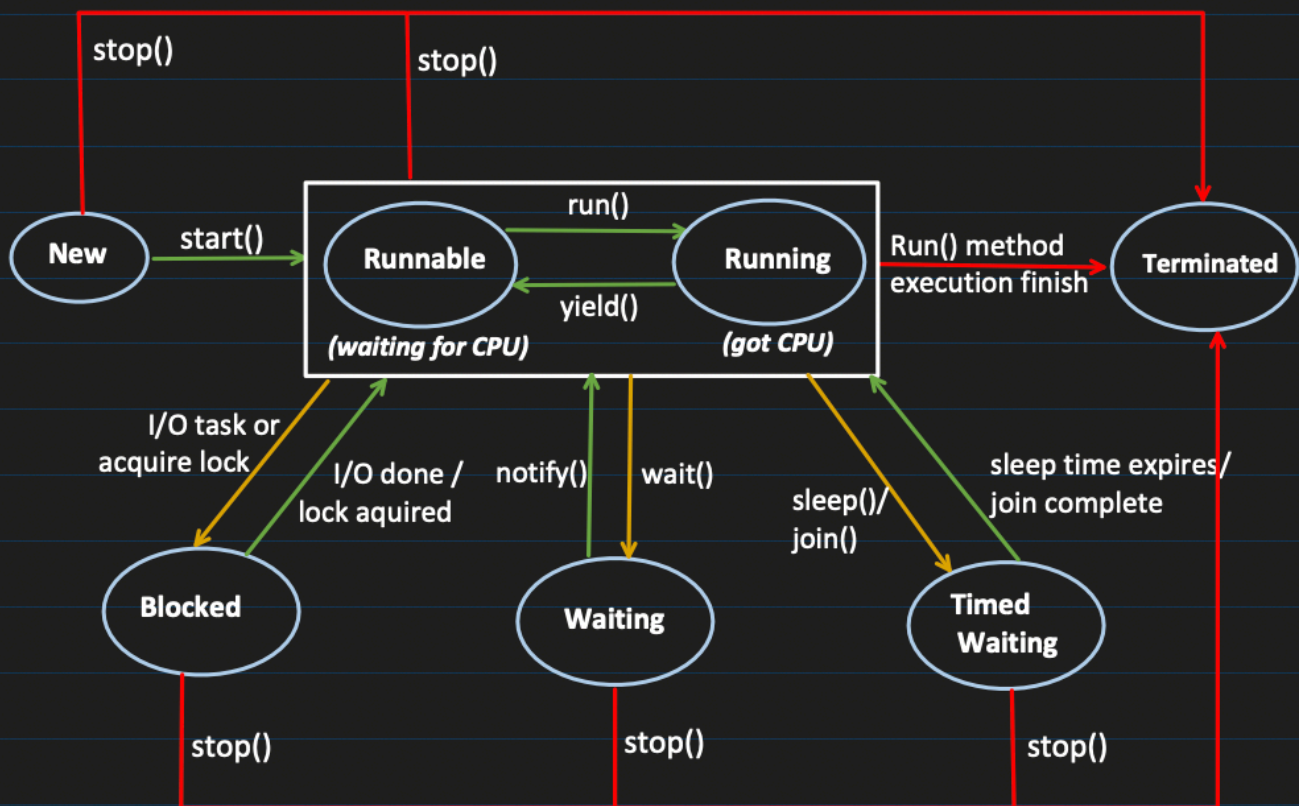 stop()
stop()
New
start()
Runnable
run()
yield()
Running
(waiting for CPU)
(got CPU)
Run() method
execution finish
Terminated
I/O task or
acquire lock
I/O done /
lock aquired
notify()
wait()
sleep()/
join()
sleep time expires/
join complete
Blocked
Waiting
Timed
Waiting
stop()
stop()
stop()